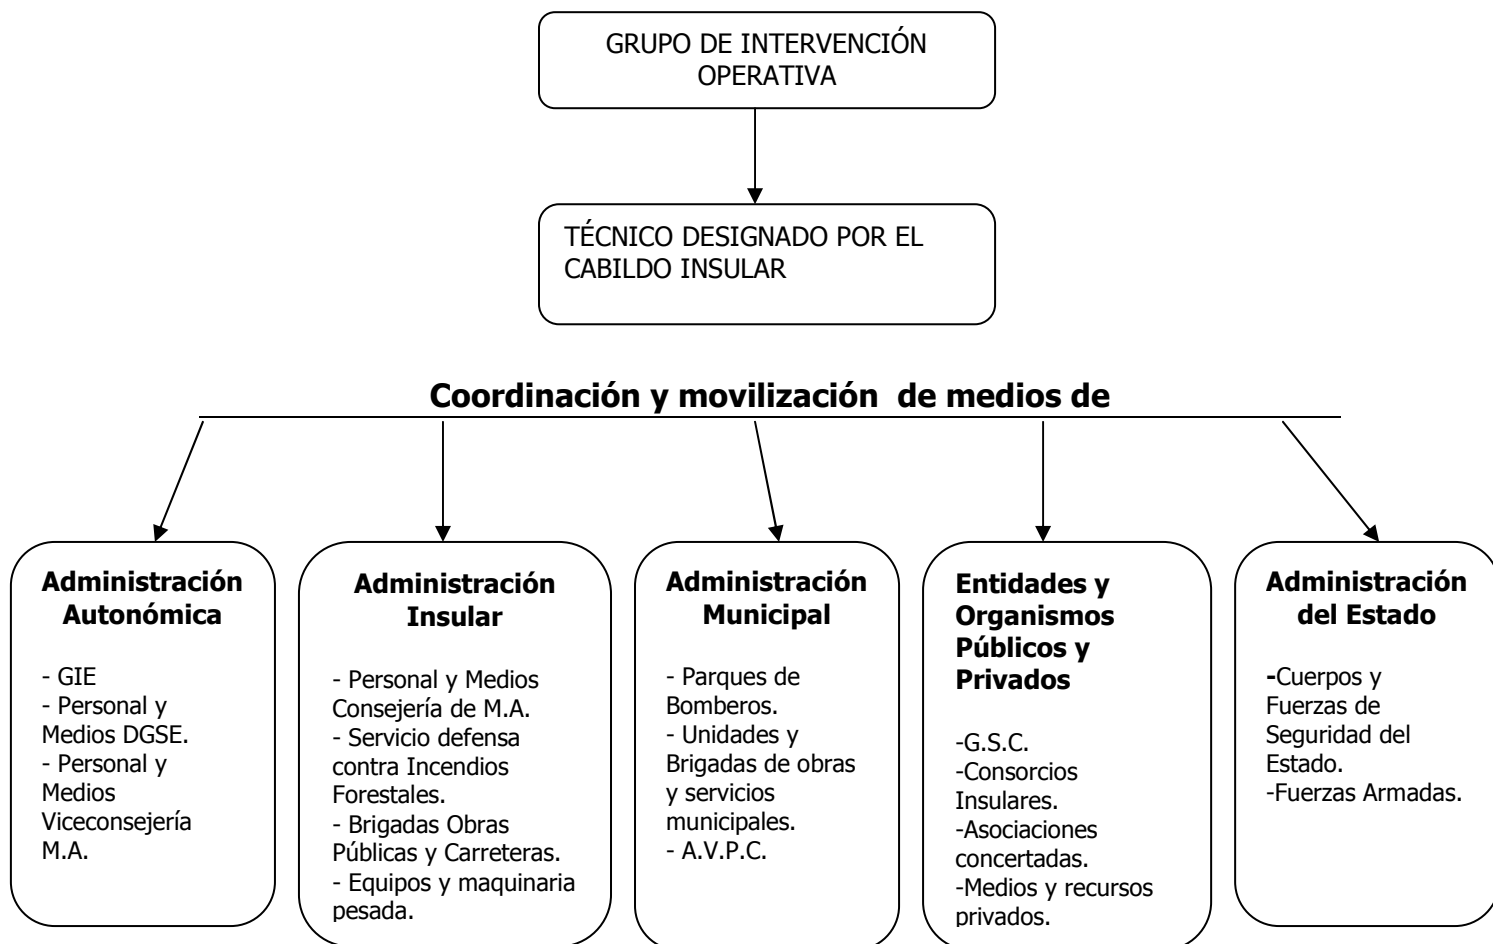 GRUPO DE INTERVENCIÓN
OPERATIVA
TÉCNICO DESIGNADO POR EL
CABILDO INSULAR
Coordinación y movilización  de medios de
Administración
Autonómica
- GIE
- Personal y
Medios DGSE.
- Personal y
Medios
Viceconsejería
M.A.
Administración
Insular
- Personal y Medios
Consejería de M.A.
- Servicio defensa
contra Incendios
Forestales.
- Brigadas Obras
Públicas y Carreteras.
- Equipos y maquinaria
pesada.
Administración
Municipal
- Parques de
Bomberos.
- Unidades y
Brigadas de obras
y servicios
municipales.
- A.V.P.C.
Entidades y
Organismos
Públicos y
Privados
-G.S.C.
-Consorcios
Insulares.
-Asociaciones
concertadas.
-Medios y recursos
privados.
Administración
del Estado
-Cuerpos y
Fuerzas de
Seguridad del
Estado.
-Fuerzas Armadas.